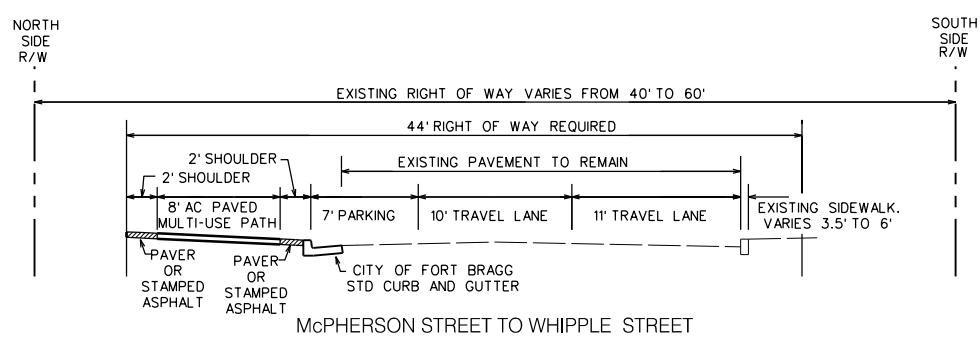 NORTH
SIDE
R/W
SOUTH
SIDE
R/W
EXISTING RIGHT OF WAY VARIES FROM 40' TO 60'
44' RIGHT OF WAY REQUIRED
EXISTING PAVEMENT TO REMAIN
2' SHOULDER
2' SHOULDER
8' AC PAVED
MULTI-USE PATH
7' PARKING
10' TRAVEL LANE
11' TRAVEL LANE
EXISTING SIDEWALK.
VARIES 3.5' TO 6'
PAVER
OR
STAMPED
ASPHALT
PAVER
OR
STAMPED
ASPHALT
CITY OF FORT BRAGG
STD CURB AND GUTTER
McPHERSON STREET TO WHIPPLE STREET